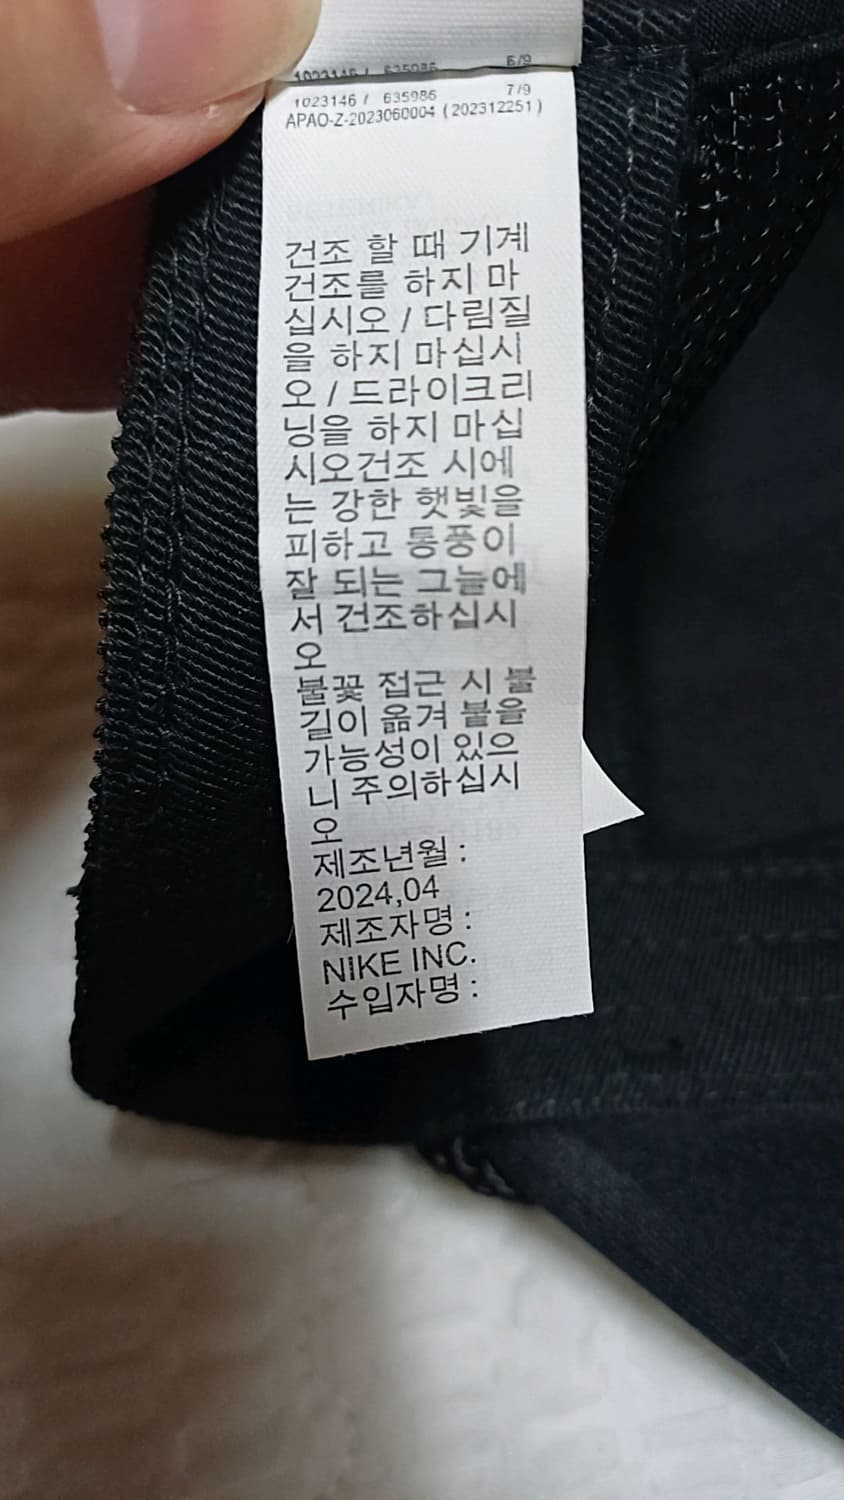 1023146 / 635986 6/9
1023146 / 635986 7/9
APAO-Z-2023060004 ( 202312251 )
건조 할 때 기계
건조를 하지 마
십시오 / 다림질
을 하지 마십시
오 / 드라이크리
닝을 하지 마십
시오건조 시에
는 강한 햇빛을
피하고 통풍이
잘 되는 그늘에
서 건조하십시
오
불꽃 접근 시 불
길이 옮겨 붙을
가능성이 있으
니 주의하십시
오
제조년월 :
2024,04
제조자명 :
NIKE INC.
수입자명 :